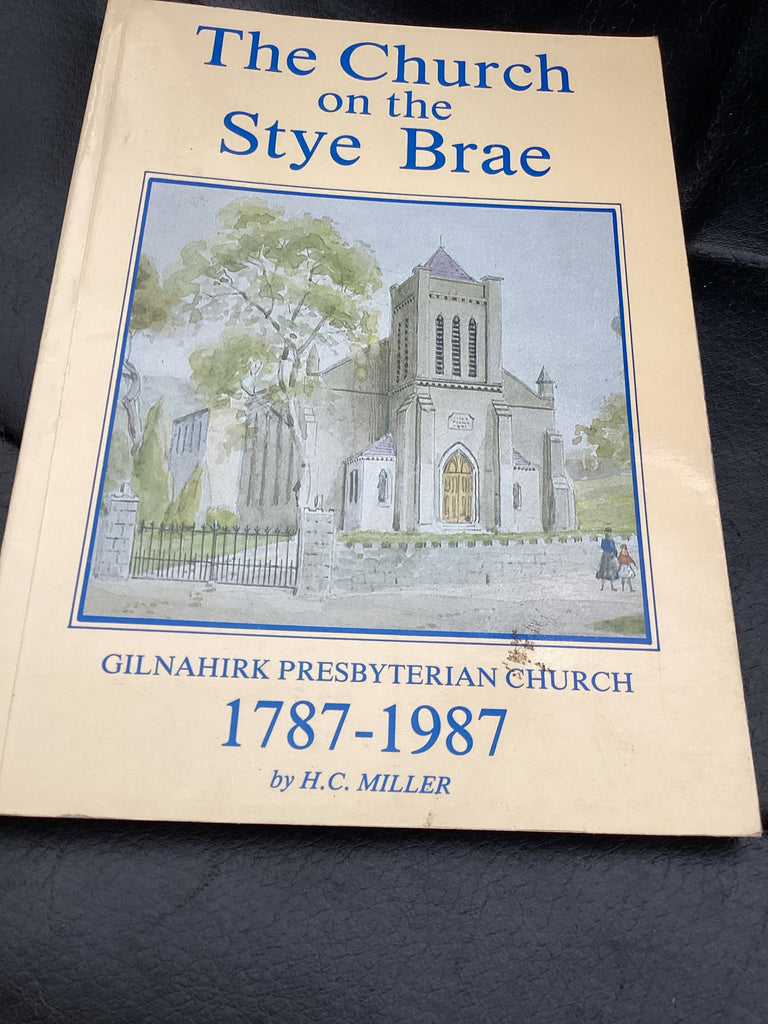 The Church
on the
Stye Brae
GILNAHIRK PRESBYTERIAN CHURCH
1787-1987
by H.C. MILLER